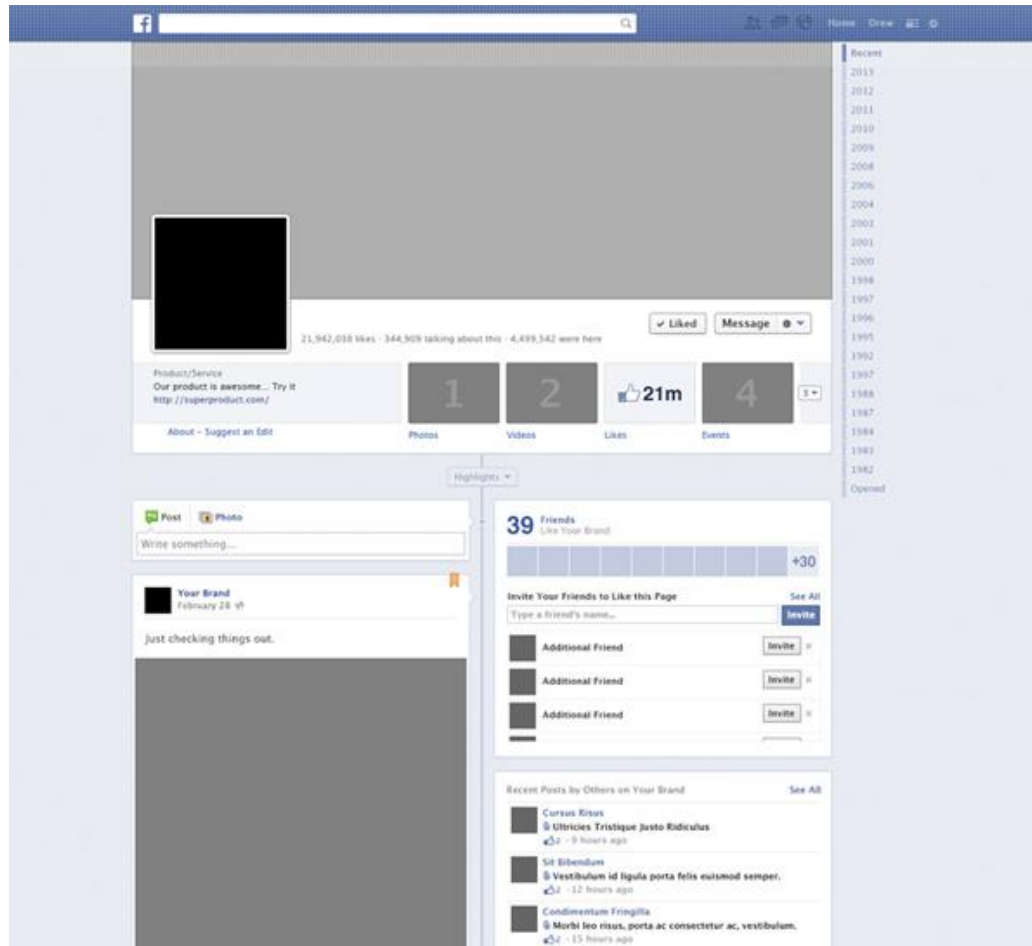 f
Home Drew
21,942,038 likes · 344,909 talking about this · 4,499,542 were here
✓ Liked
Message
Product/Service
Our product is awesome... Try it
http://superproduct.com/
About – Suggest an Edit
1
2
21m
4
3
Photos
Videos
Likes
Events
Highlights
Post
Photo
Write something...
Your Brand
February 28
Just checking things out.
39 Friends
Like Your Brand
+30
Invite Your Friends to Like this Page
See All
Type a friend's name...
Invite
Additional Friend
Invite
Additional Friend
Invite
Additional Friend
Invite
Recent Posts by Others on Your Brand
See All
Cursus Risus
Ultricies Tristique Justo Ridiculus
2 · 9 hours ago
Sit Bibendum
Vestibulum id ligula porta felis euismod semper.
2 · 12 hours ago
Condimentum Fringilla
Morbi leo risus, porta ac consectetur ac, vestibulum.
2 · 15 hours ago
Recent
2013
2012
2011
2010
2009
2008
2006
2004
2003
2001
2000
1998
1997
1996
1995
1992
1988
1987
1984
1983
1982
Opened